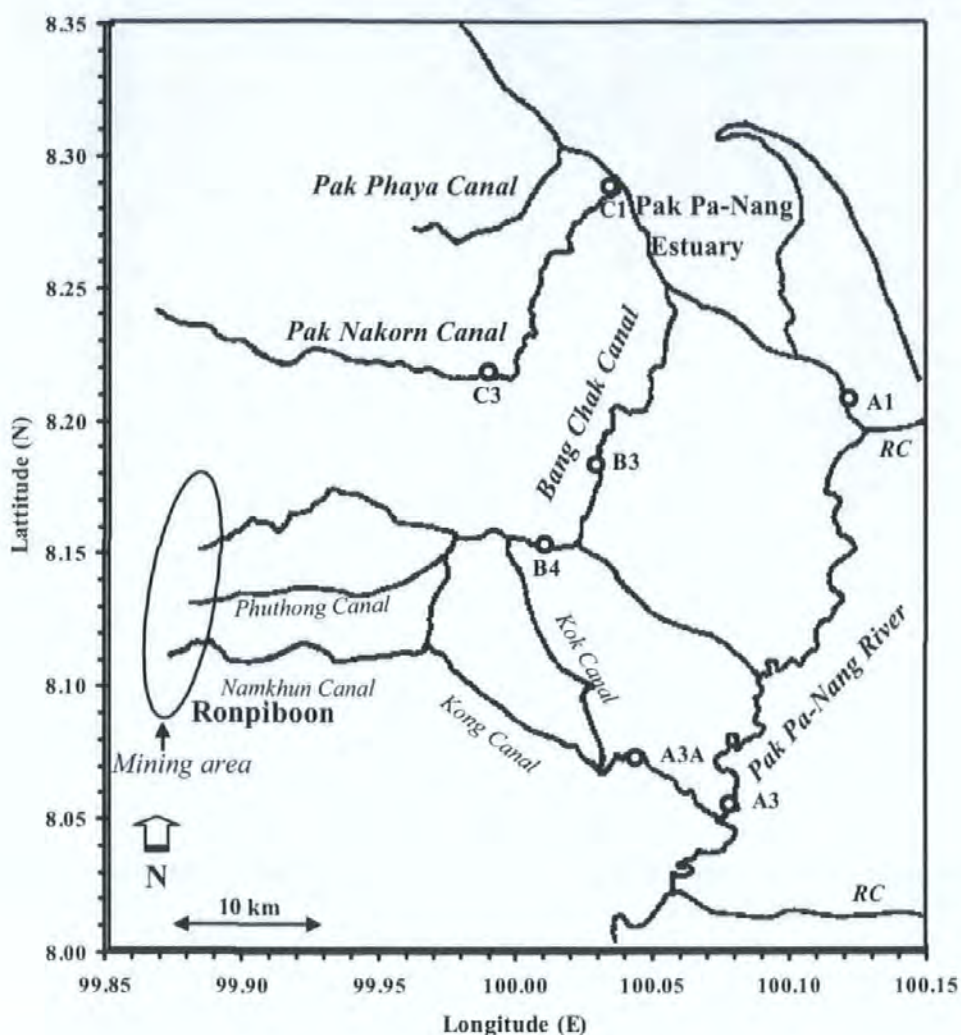 8.35
8.30
8.25
8.20
8.15
8.10
8.05
8.00
Lattitude (N)
Pak Phaya Canal
C1
Pak Pa-Nang
Estuary
Pak Nakorn Canal
C3
Bang Chak Canal
A1
RC
B3
B4
Phuthong Canal
Namkhun Canal
Ronpiboon
Mining area
Kok Canal
Kong Canal
A3A
A3
Pak Pa-Nang River
N
10 km
RC
99.85 99.90 99.95 100.00 100.05 100.10 100.15
Longitude (E)